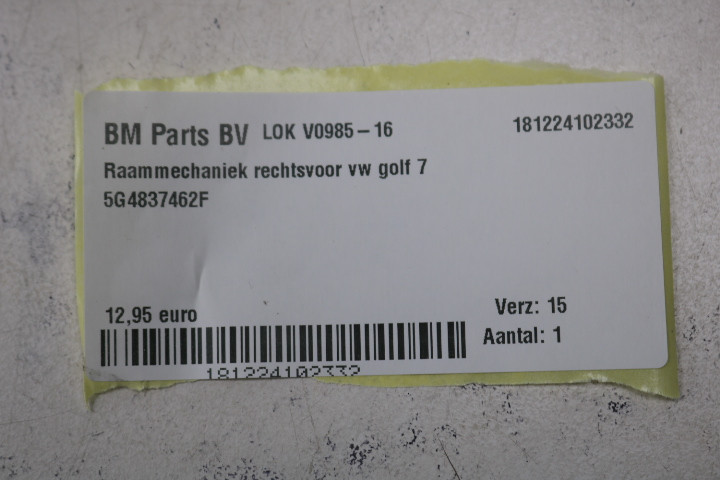 BM Parts BV LOK V0985-16 181224102332
Raammechaniek rechtsvoor vw golf 7
5G4837462F
12,95 euro Verz: 15
Aantal: 1
181224102332